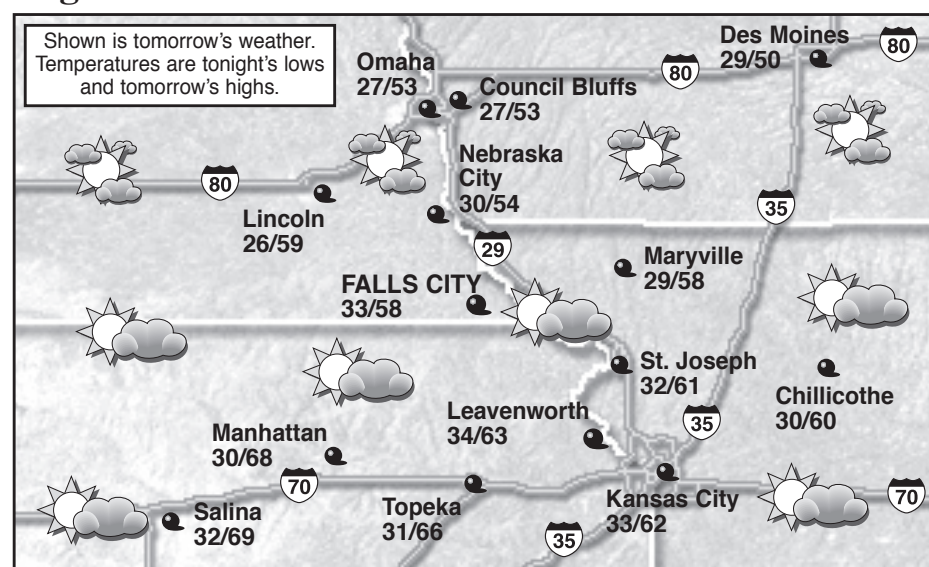 Shown is tomorrow's weather.
Temperatures are tonight's lows
and tomorrow's highs.
Des Moines
29/50
80
Omaha
27/53
80
Council Bluffs
27/53
Nebraska
City
30/54
80
Lincoln
26/59
35
29
Maryville
29/58
FALLS CITY
33/58
St. Joseph
32/61
Chillicothe
30/60
Leavenworth
34/63
35
Manhattan
30/68
70
Salina
32/69
Topeka
31/66
35
Kansas City
33/62
70